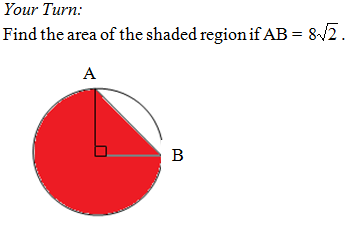 Your Turn:
Find the area of the shaded region if AB = 8√2 .
A
B